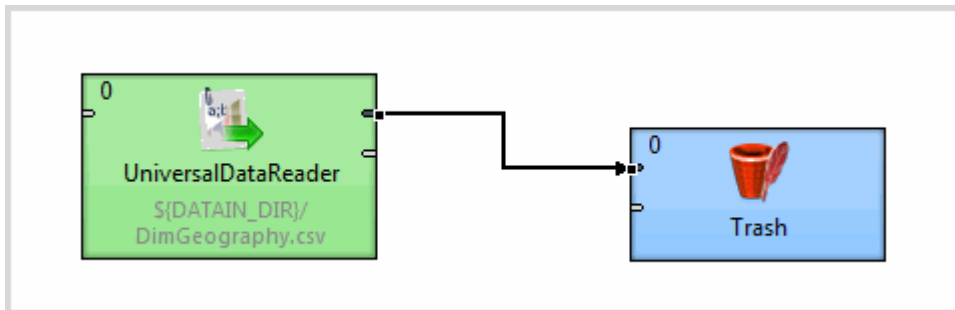 0
a;b
UniversalDataReader
${DATAIN_DIR}/
DimGeography.csv
0
Trash